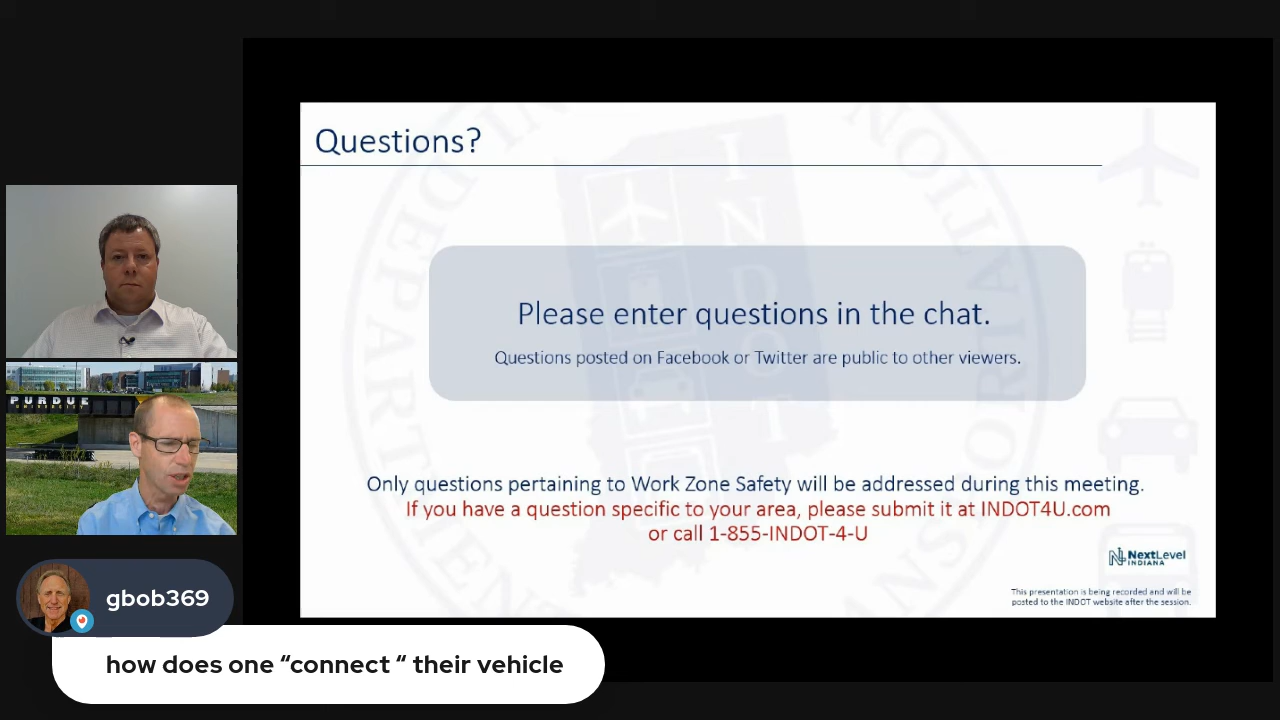 Questions?
Please enter questions in the chat.
Questions posted on Facebook or Twitter are public to other viewers.
Only questions pertaining to Work Zone Safety will be addressed during this meeting.
If you have a question specific to your area, please submit it at INDOT4U.com
or call 1-855-INDOT-4-U
NextLevel
INDIANA
This presentation is being recorded and will be
posted to the INDOT website after the session.
PURDUE
UNIVERSITY
gbob369
how does one “connect “ their vehicle
INDOT